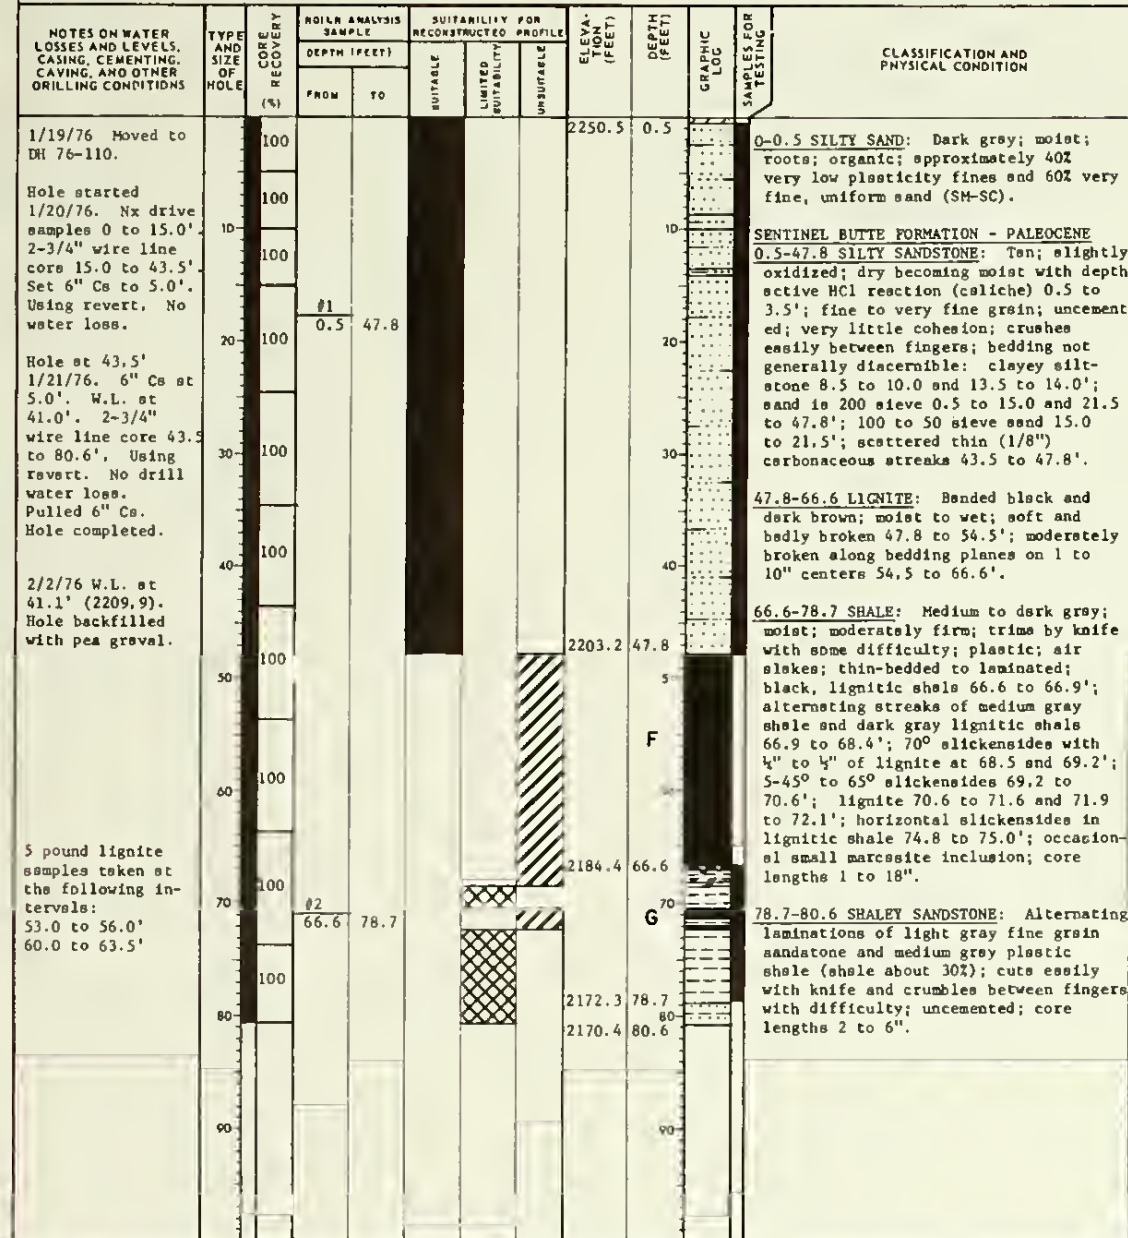 NOTES ON WATER
LOSSES AND LEVELS,
CASING, CEMENTING,
CAVING, AND OTHER
DRILLING CONDITIONS
TYPE
AND
SIZE
OF
HOLE
CORE
RECOVERY
(%)
ANALYSIS
SAMPLE
DEPTH (FEET)
FROM
TO
SUITABILITY FOR
RECONSTRUCTED PROFILE
SUITABLE
LIMITED
SUITABILITY
UNSUITABLE
ELEVA-
TION
(FEET)
DEPTH
(FEET)
GRAPHIC
LOG
SAMPLES FOR
TESTING
CLASSIFICATION AND
PHYSICAL CONDITION
1/19/76 Moved to
DH 76-110.
Hole started
1/20/76. Nx drive
samples 0 to 15.0'.
2-3/4" wire line
core 15.0 to 43.5'.
Set 6" Cs to 5.0'.
Using revert. No
water loss.
Hole at 43.5'
1/21/76. 6" Cs at
5.0'. W.L. at
41.0'. 2-3/4"
wire line core 43.5
to 80.6'. Using
revert. No drill
water loss.
Pulled 6" Cs.
Hole completed.
2/2/76 W.L. at
41.1' (2209.9).
Hole backfilled
with pea gravel.
5 pound lignite
samples taken at
the following in-
tervals:
53.0 to 56.0'
60.0 to 63.5'
10
20
30
40
50
60
70
80
90
100
100
100
100
100
100
100
100
100
100
#1
0.5 47.8
#2
66.6 78.7
2250.5 0.5
2203.2 47.8
2184.4 66.6
2172.3 78.7
2170.4 80.6
10
20
30
40
5
F
70
G
80
90
0-0.5 SILTY SAND: Dark gray; moist;
roots; organic; approximately 40%
very low plasticity fines and 60% very
fine, uniform sand (SM-SC).
SENTINEL BUTTE FORMATION - PALEOCENE
0.5-47.8 SILTY SANDSTONE: Tan; slightly
oxidized; dry becoming moist with depth
active HCl reaction (caliche) 0.5 to
3.5'; fine to very fine grain; uncement
ed; very little cohesion; crushes
easily between fingers; bedding not
generally discernible: clayey silt-
stone 8.5 to 10.0 and 13.5 to 14.0';
sand is 200 sieve 0.5 to 15.0 and 21.5
to 47.8'; 100 to 50 sieve sand 15.0
to 21.5'; scattered thin (1/8")
carbonaceous streaks 43.5 to 47.8'.
47.8-66.6 LIGNITE: Banded black and
dark brown; moist to wet; soft and
badly broken 47.8 to 54.5'; moderately
broken along bedding planes on 1 to
10" centers 54.5 to 66.6'.
66.6-78.7 SHALE: Medium to dark gray;
moist; moderately firm; trims by knife
with some difficulty; plastic; air
slakes; thin-bedded to laminated;
black, lignitic shale 66.6 to 66.9';
alternating streaks of medium gray
shale and dark gray lignitic shale
66.9 to 68.4'; 70° slickensides with
¼" to ½" of lignite at 68.5 and 69.2';
5-45° to 65° slickensides 69.2 to
70.6'; lignite 70.6 to 71.6 and 71.9
to 72.1'; horizontal slickensides in
lignitic shale 74.8 to 75.0'; occasion-
al small marcasite inclusion; core
lengths 1 to 18".
78.7-80.6 SHALEY SANDSTONE: Alternating
laminations of light gray fine grain
sandstone and medium gray plastic
shale (shale about 30%); cuts easily
with knife and crumbles between fingers
with difficulty; uncemented; core
lengths 2 to 6".